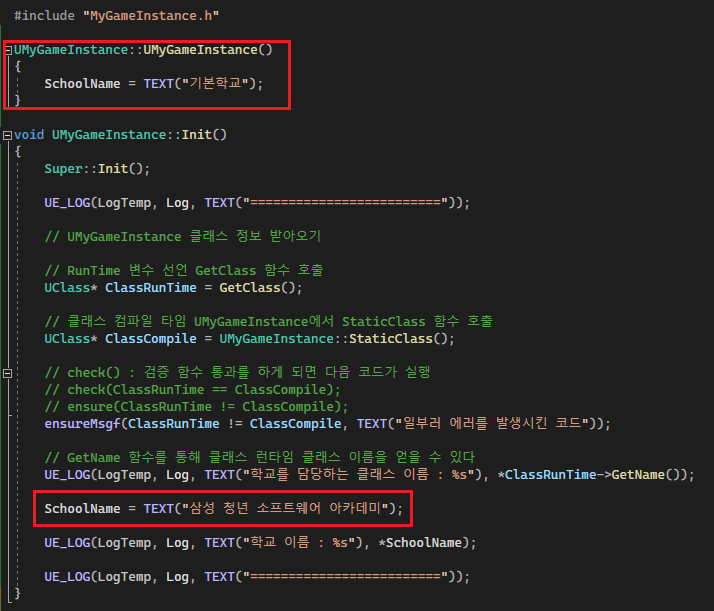 #include "MyGameInstance.h"
UMyGameInstance::UMyGameInstance()
{
SchoolName = TEXT("기본학교");
}
void UMyGameInstance::Init()
{
Super::Init();
UE_LOG(LogTemp, Log, TEXT("========================="));
// UMyGameInstance 클래스 정보 받아오기
// RunTime 변수 선언 GetClass 함수 호출
UClass* ClassRunTime = GetClass();
// 클래스 컴파일 타임 UMyGameInstance에서 StaticClass 함수 호출
UClass* ClassCompile = UMyGameInstance::StaticClass();
// check() : 검증 함수 통과를 하게 되면 다음 코드가 실행
// check(ClassRunTime == ClassCompile);
// ensure(ClassRunTime != ClassCompile);
ensureMsgf(ClassRunTime != ClassCompile, TEXT("일부러 에러를 발생시킨 코드"));
// GetName 함수를 통해 클래스 런타임 클래스 이름을 얻을 수 있다
UE_LOG(LogTemp, Log, TEXT("학교를 담당하는 클래스 이름 : %s"), *ClassRunTime->GetName());
SchoolName = TEXT("삼성 청년 소프트웨어 아카데미");
UE_LOG(LogTemp, Log, TEXT("학교 이름 : %s"), *SchoolName);
UE_LOG(LogTemp, Log, TEXT("========================="));
}